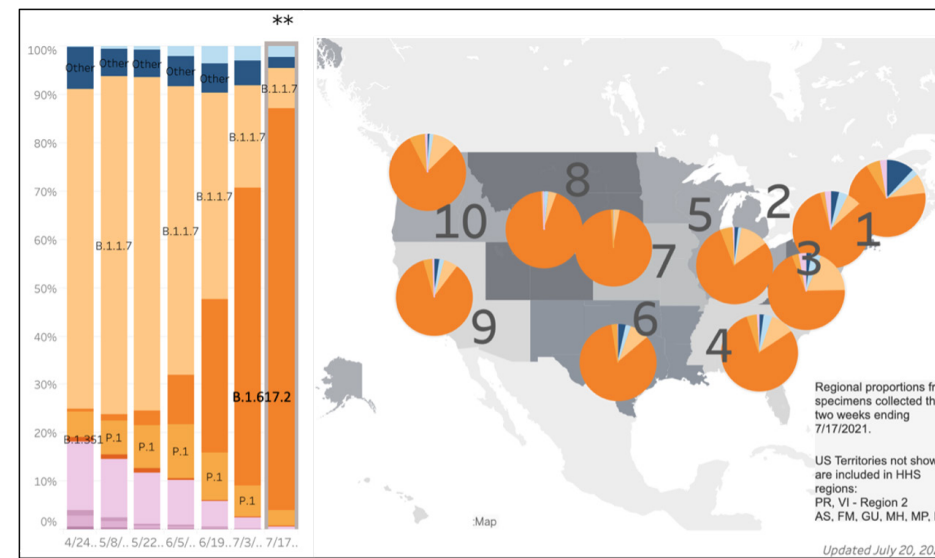 **
100%
90%
80%
70%
60%
50%
40%
30%
20%
10%
0%
Other
Other
Other
Other
Other
B.1.1.7
B.1.1.7
B.1.1.7
B.1.1.7
B.1.1.7
B.1.1.7
B.1.617.2
B.1.351
P.1
P.1
P.1
P.1
P.1
4/24..
5/8/..
5/22..
6/5/..
6/19..
7/3/..
7/17..
10
8
5
2
1
7
3
9
6
4
:Map
Regional proportions fr
specimens collected th
two weeks ending
7/17/2021.
US Territories not show
are included in HHS
regions:
PR, VI - Region 2
AS, FM, GU, MH, MP,
Updated July 20, 20